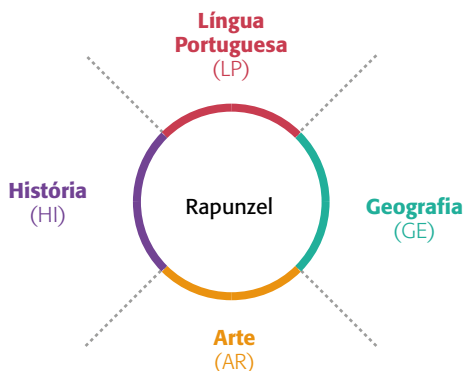 Língua
Portuguesa
(LP)
História
(HI)
Rapunzel
Geografia
(GE)
Arte
(AR)